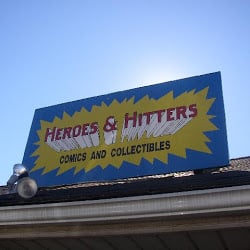 HEROES & HITTERS
COMICS AND COLLECTIBLES